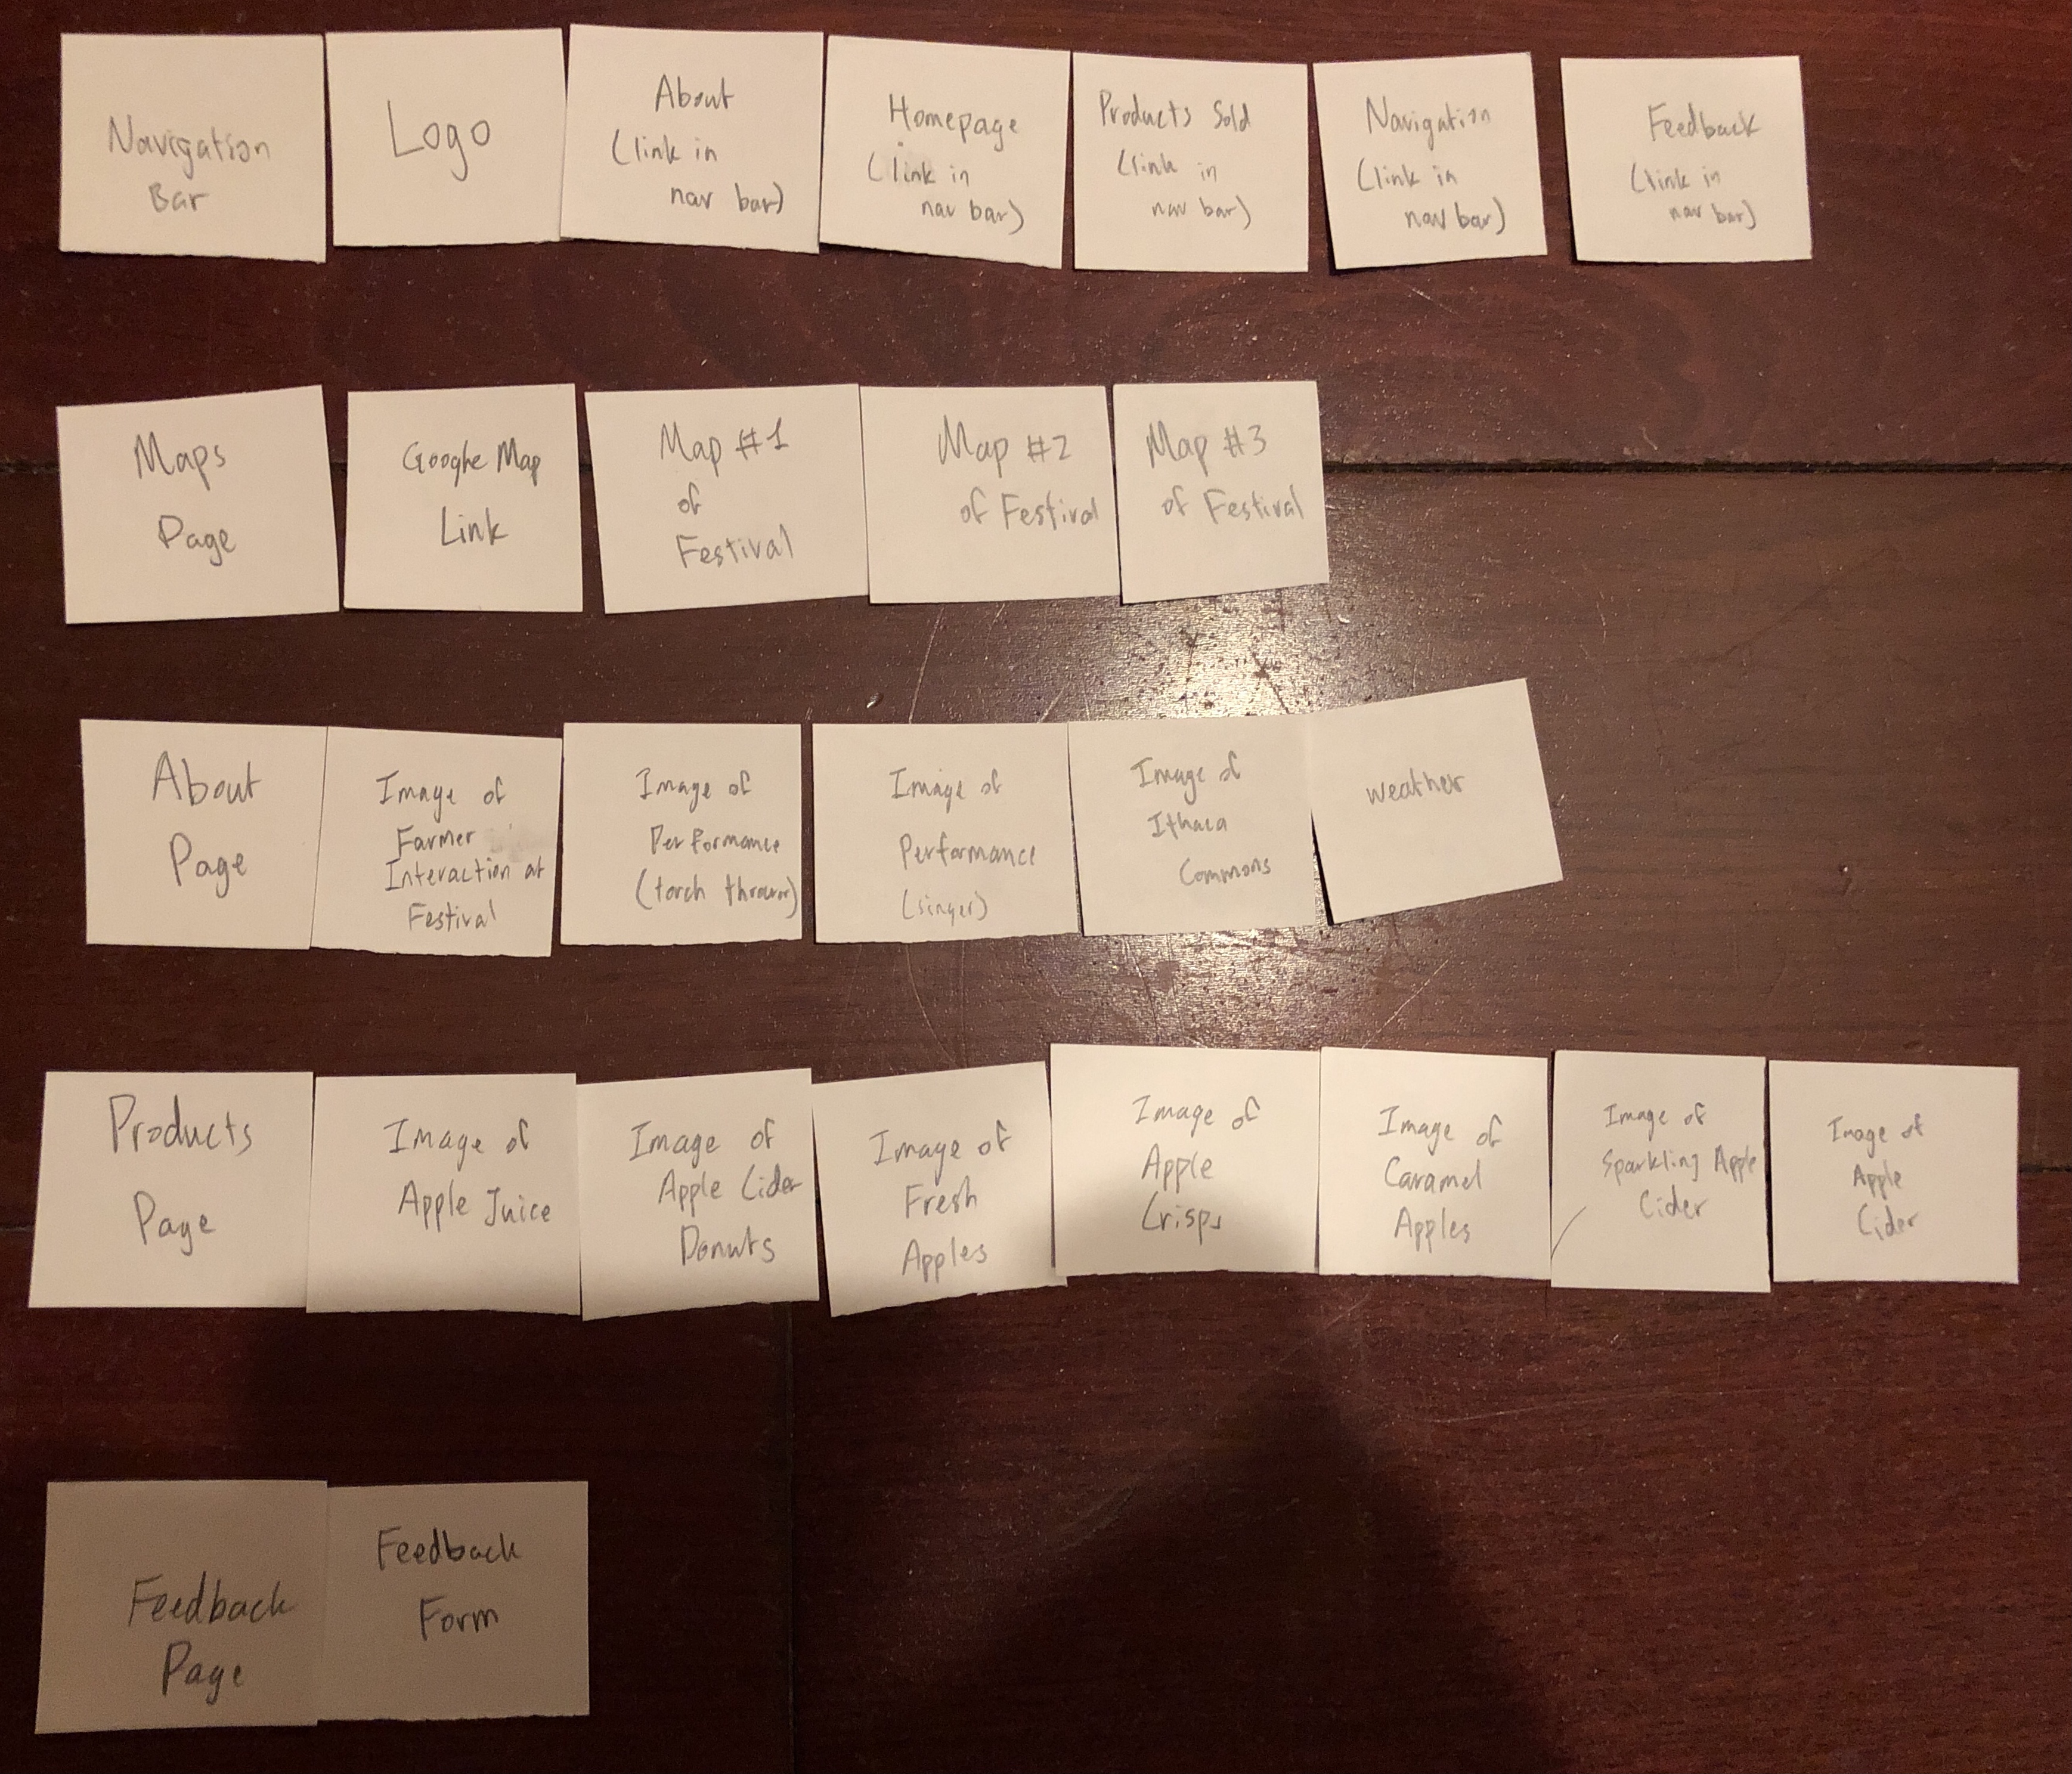 Navigation
Bar
Logo
About
(link in
nav bar)
Homepage
(link in
nav bar)
Products Sold
(link in
nav bar)
Navigation
(link in
nav bar)
Feedback
(link in
nav bar)
Maps
Page
Google Map
Link
Map #1
of
Festival
Map #2
of Festival
Map #3
of Festival
About
Page
Image of
Farmer
Interaction at
Festival
Image of
Performance
(torch thrower)
Image of
Performance
(singer)
Image of
Ithaca
Commons
weather
Products
Page
Image of
Apple Juice
Image of
Apple Cider
Donuts
Image of
Fresh
Apples
Image of
Apple
Crisps
Image of
Caramel
Apples
Image of
Sparkling Apple
Cider
Image of
Apple
Cider
Feedback
Page
Feedback
Form